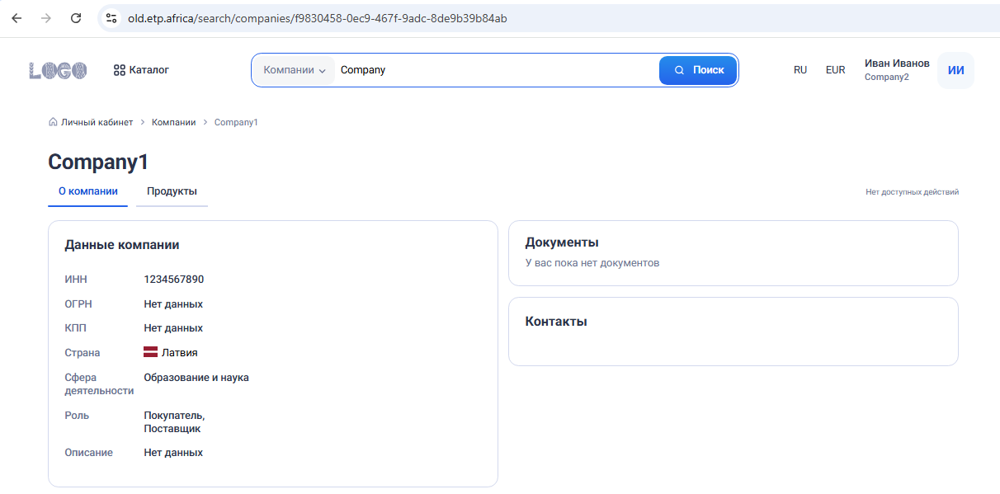 old.etp.africa/search/companies/f9830458-0ec9-467f-9adc-8de9b39b84ab
LOGO
Каталог
Компании
Company
Поиск
RU
EUR
Иван Иванов
Company2
ИИ
Личный кабинет > Компании > Company1
Company1
О компании
Продукты
Нет доступных действий
Данные компании
ИНН 1234567890
ОГРН Нет данных
КПП Нет данных
Страна Латвия
Сфера деятельности Образование и наука
Роль Покупатель,
Поставщик
Описание Нет данных
Документы
У вас пока нет документов
Контакты